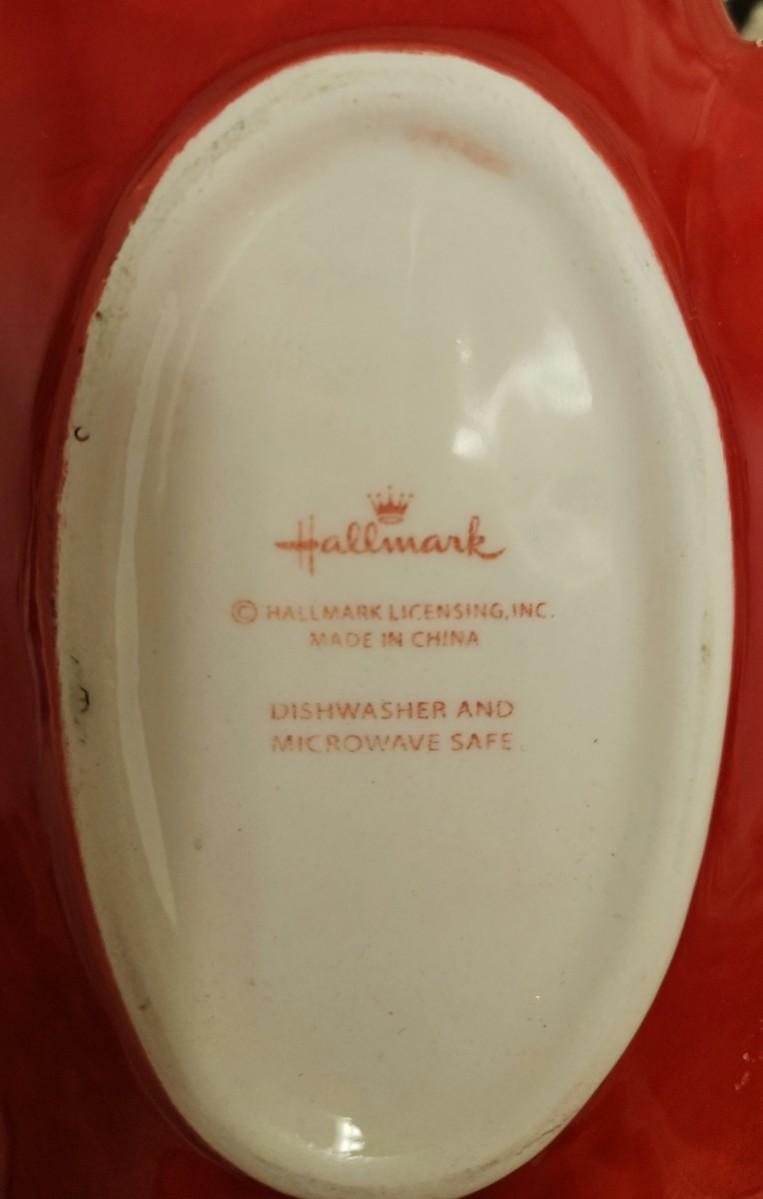 Hallmark
© HALLMARK LICENSING, INC.
MADE IN CHINA
DISHWASHER AND
MICROWAVE SAFE.